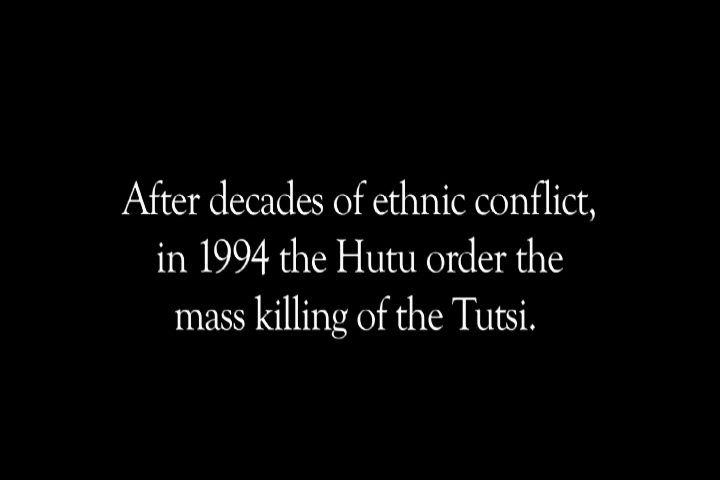 After decades of ethnic conflict,
in 1994 the Hutu order the
mass killing of the Tutsi.